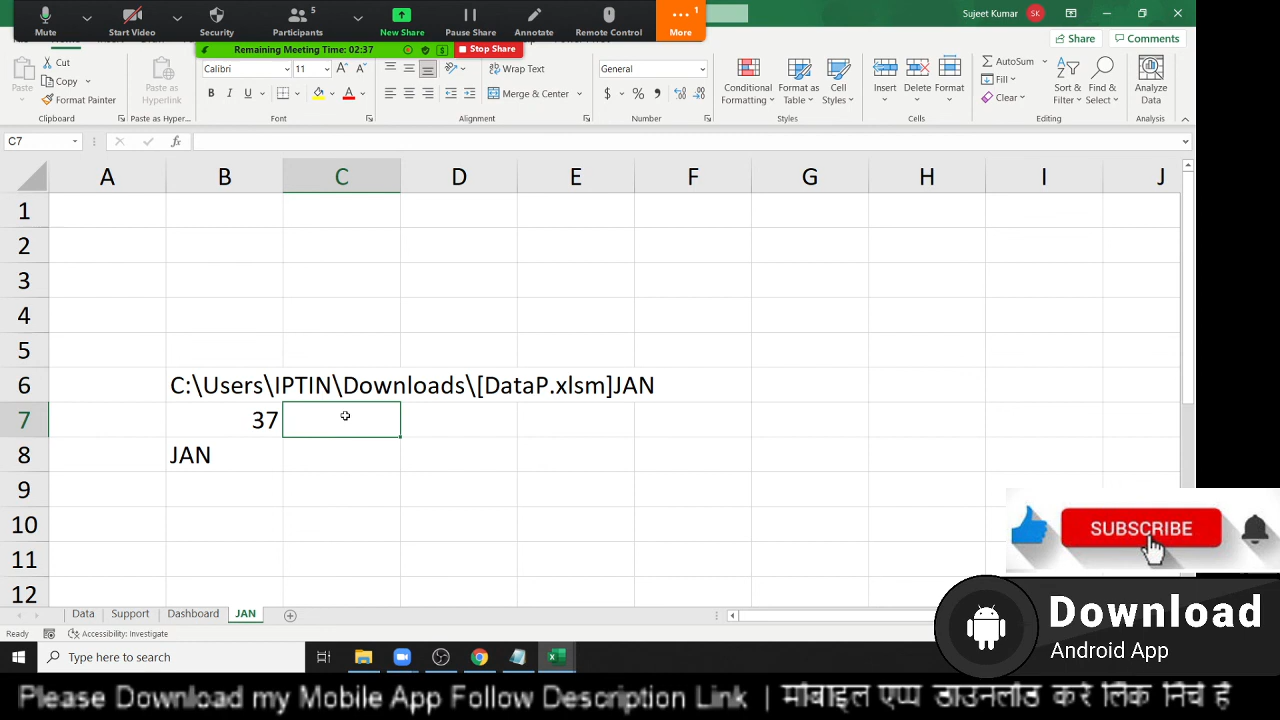 Mute
Start Video
Security
Participants
5
New Share
Pause Share
Annotate
Remote Control
More
1
Sujeet Kumar
SK
Remaining Meeting Time: 02:37
Stop Share
Share
Comments
Paste
Cut
Copy
Format Painter
Clipboard
Paste as Hyperlink
Paste as Hyper...
Calibri
11
B I U
Font
Wrap Text
Merge & Center
Alignment
General
$ % 9
Number
Conditional Formatting
Format as Table
Cell Styles
Styles
Insert
Delete
Format
Cells
AutoSum
Fill
Clear
Sort & Filter
Find & Select
Editing
Analyze Data
Analysis
C7
fx
A B C D E F G H I J
1
2
3
4
5
6 C:\Users\IPTIN\Downloads\[DataP.xlsm]JAN
7 37
8 JAN
9
10
11
12
SUBSCRIBE
Download
Android App
Data
Support
Dashboard
JAN
Ready
Accessibility: Investigate
Type here to search
Please Download my Mobile App Follow Description Link | मोबाइल एप्प डाउनलोड करे लिंक निचे है